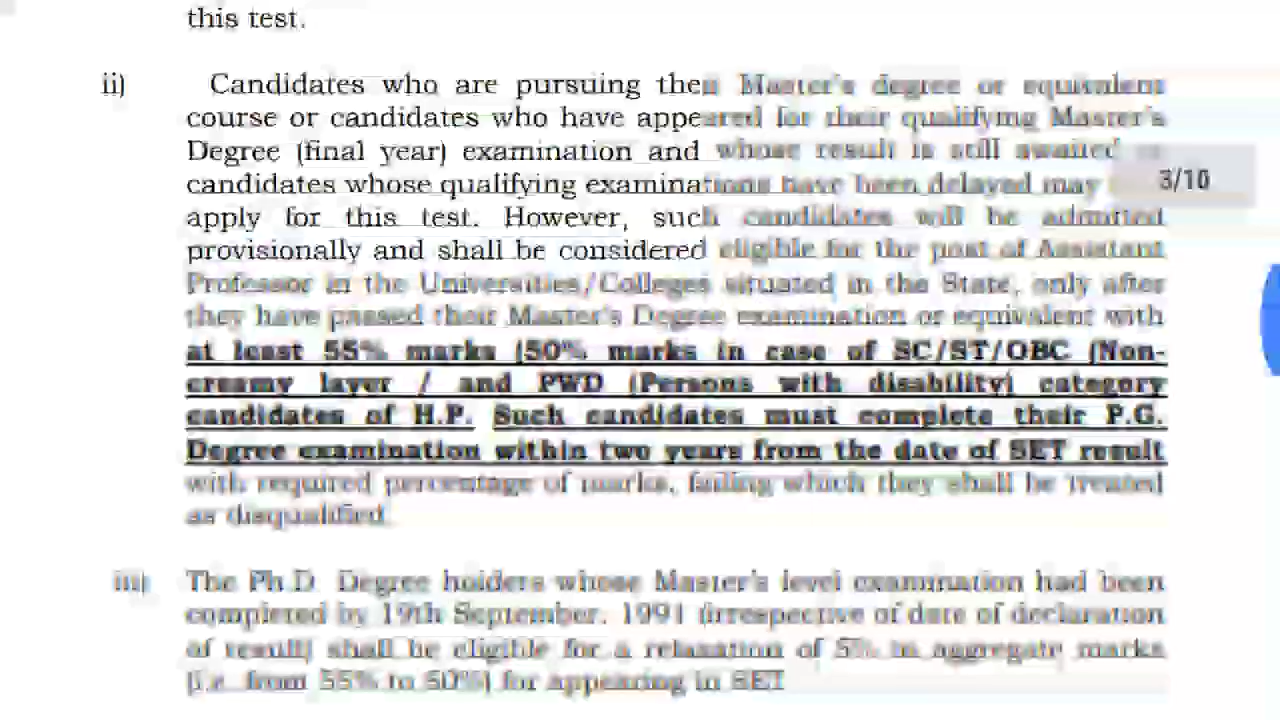 this test.
ii) Candidates who are pursuing their Master's degree or equivalent
course or candidates who have appeared for their qualifying Master's
Degree (final year) examination and whose result is still awaited or
candidates whose qualifying examinations have been delayed may
3/10
apply for this test. However, such candidates will be admitted
provisionally and shall be considered eligible for the post of Assistant
Professor in the Universities/Colleges situated in the State, only after
they have passed their Master's Degree examination or equivalent with
at least 55% marks (50% marks in case of SC/ST/OBC (Non-
creamy layer / and PWD (Persons with disability) category
candidates of H.P. Such candidates must complete their P.G.
Degree examination within two years from the date of SET result
with required percentage of marks, failing which they shall be treated
as disqualified.
iii) The Ph.D. Degree holders whose Master's level examination had been
completed by 19th September, 1991 (irrespective of date of declaration
of result) shall be eligible for a relaxation of 5% in aggregate marks
(i.e. from 55% to 50%) for appearing in SET